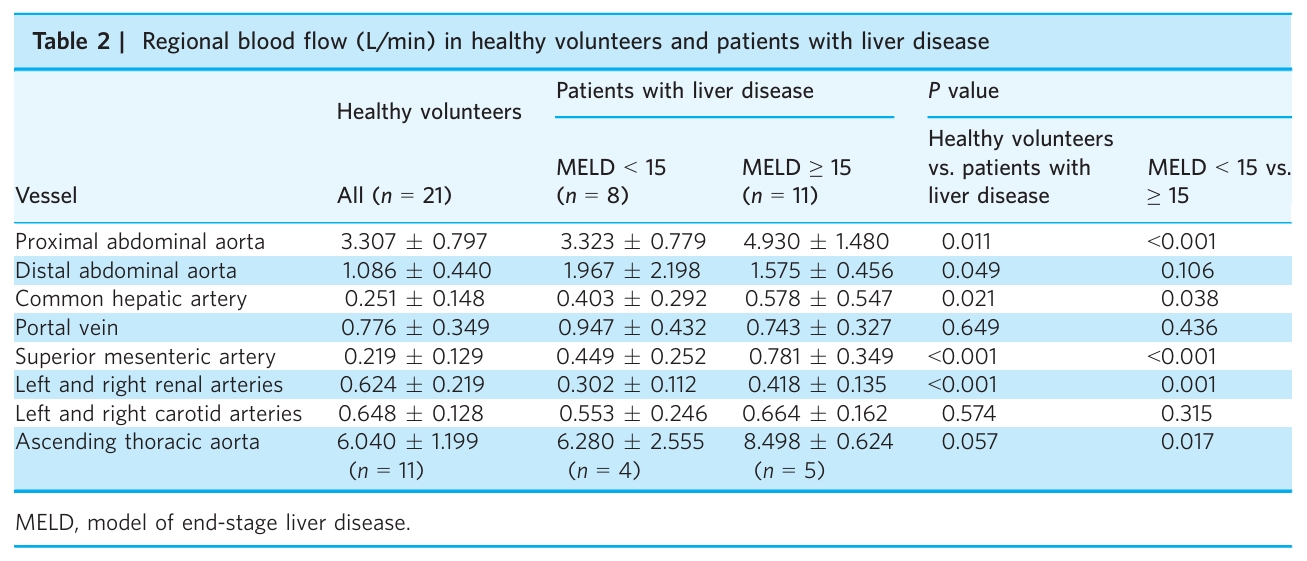 Table 2 | Regional blood flow (L/min) in healthy volunteers and patients with liver disease
Patients with liver disease P value
Healthy volunteers
Healthy volunteers
MELD < 15 MELD ≥ 15 vs. patients with MELD < 15 vs.
Vessel All (n = 21) (n = 8) (n = 11) liver disease ≥ 15
Proximal abdominal aorta 3.307 ± 0.797 3.323 ± 0.779 4.930 ± 1.480 0.011 <0.001
Distal abdominal aorta 1.086 ± 0.440 1.967 ± 2.198 1.575 ± 0.456 0.049 0.106
Common hepatic artery 0.251 ± 0.148 0.403 ± 0.292 0.578 ± 0.547 0.021 0.038
Portal vein 0.776 ± 0.349 0.947 ± 0.432 0.743 ± 0.327 0.649 0.436
Superior mesenteric artery 0.219 ± 0.129 0.449 ± 0.252 0.781 ± 0.349 <0.001 <0.001
Left and right renal arteries 0.624 ± 0.219 0.302 ± 0.112 0.418 ± 0.135 <0.001 0.001
Left and right carotid arteries 0.648 ± 0.128 0.553 ± 0.246 0.664 ± 0.162 0.574 0.315
Ascending thoracic aorta 6.040 ± 1.199 6.280 ± 2.555 8.498 ± 0.624 0.057 0.017
(n = 11) (n = 4) (n = 5)
MELD, model of end-stage liver disease.